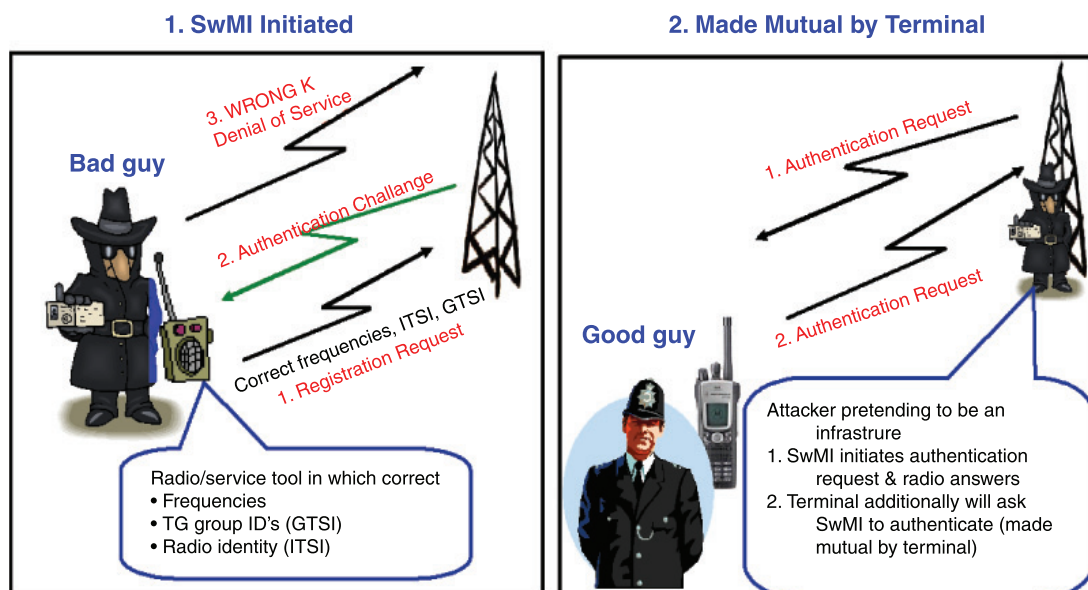 1. SwMI Initiated
3. WRONG K
Denial of Service
Bad guy
2. Authentication Challange
Correct frequencies, ITSI, GTSI
1. Registration Request
Radio/service tool in which correct
• Frequencies
• TG group ID's (GTSI)
• Radio identity (ITSI)
2. Made Mutual by Terminal
1. Authentication Request
2. Authentication Request
Good guy
Attacker pretending to be an
infrastrure
1. SwMI initiates authentication
request & radio answers
2. Terminal additionally will ask
SwMI to authenticate (made
mutual by terminal)